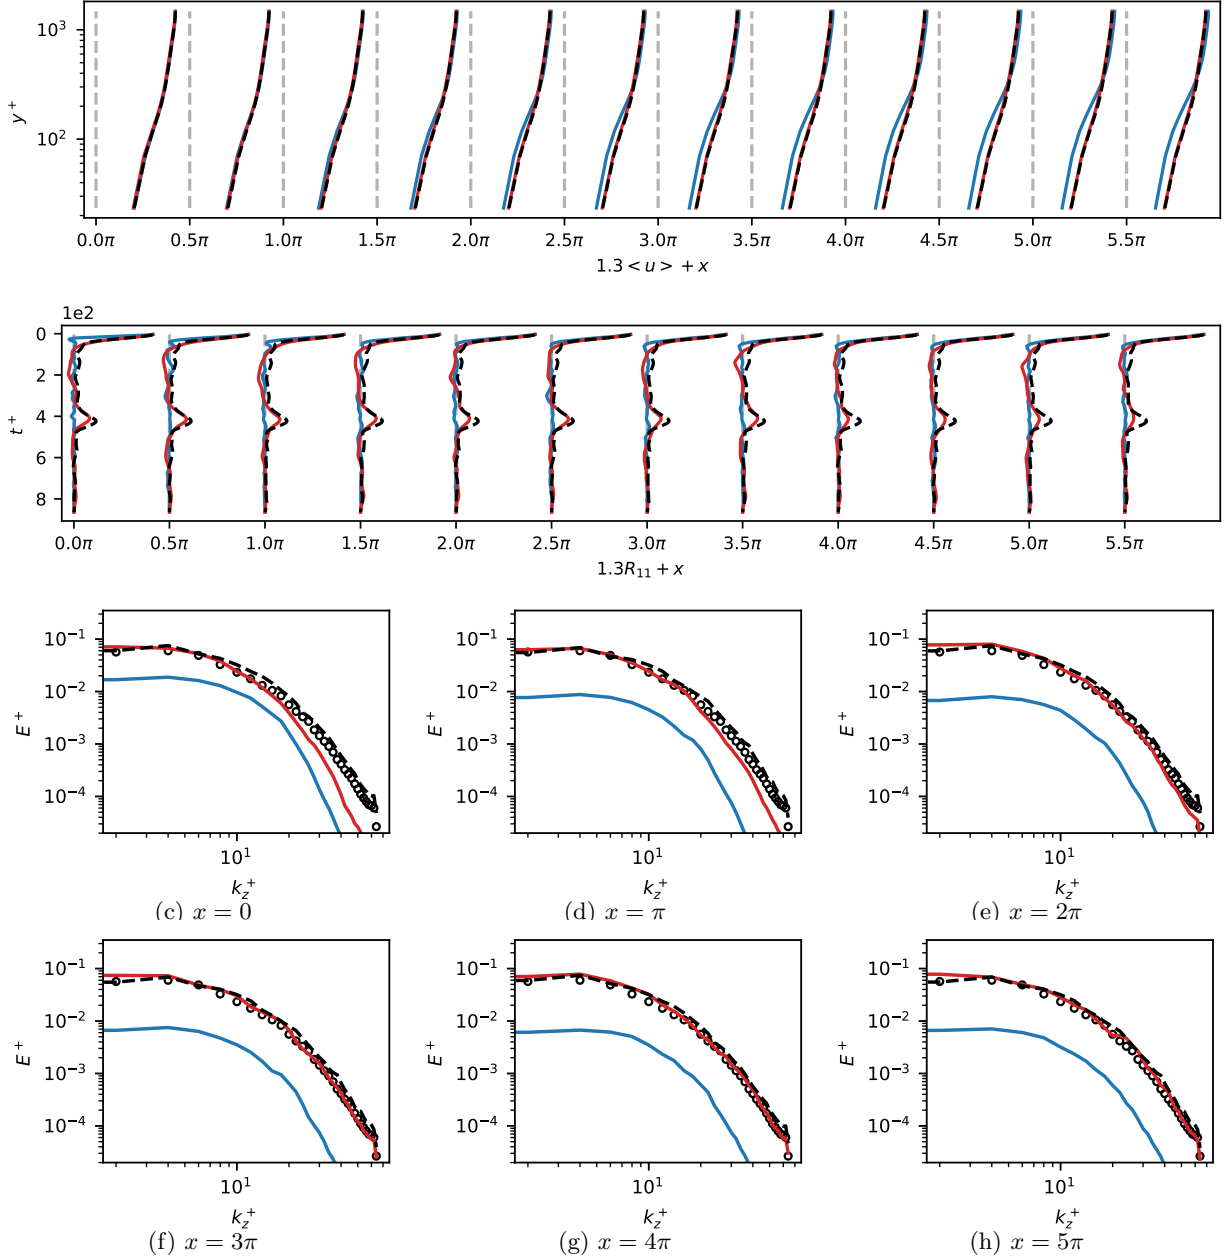 10³
10²
y⁺
0.0π 0.5π 1.0π 1.5π 2.0π 2.5π 3.0π 3.5π 4.0π 4.5π 5.0π 5.5π
1.3 < u > + x
1e2
0
2
4
6
8
t⁺
0.0π 0.5π 1.0π 1.5π 2.0π 2.5π 3.0π 3.5π 4.0π 4.5π 5.0π 5.5π
1.3R₁₁ + x
10⁻¹ 10⁻¹ 10⁻¹
10⁻² 10⁻² 10⁻²
E⁺ E⁺ E⁺
10⁻³ 10⁻³ 10⁻³
10⁻⁴ 10⁻⁴ 10⁻⁴
10¹ 10¹ 10¹
k_z⁺ k_z⁺ k_z⁺
(c) x = 0 (d) x = π (e) x = 2π
10⁻¹ 10⁻¹ 10⁻¹
10⁻² 10⁻² 10⁻²
E⁺ E⁺ E⁺
10⁻³ 10⁻³ 10⁻³
10⁻⁴ 10⁻⁴ 10⁻⁴
10¹ 10¹ 10¹
k_z⁺ k_z⁺ k_z⁺
(f) x = 3π (g) x = 4π (h) x = 5π